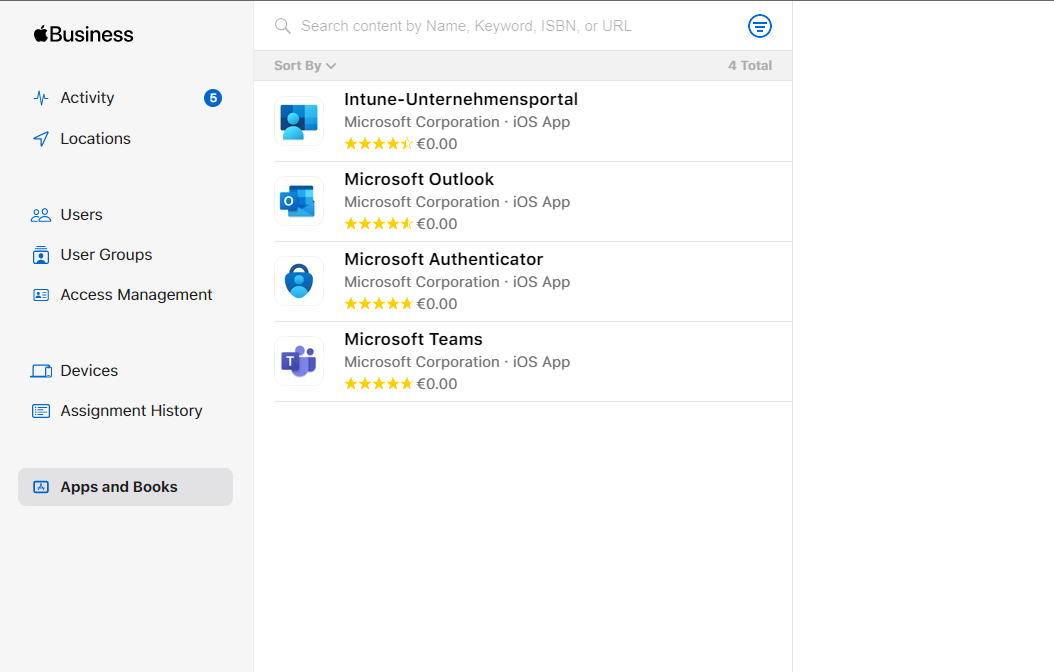 Business
Activity
5
Locations
Users
User Groups
Access Management
Devices
Assignment History
Apps and Books
Search content by Name, Keyword, ISBN, or URL
Sort By
4 Total
Intune-Unternehmensportal
Microsoft Corporation · iOS App
€0.00
Microsoft Outlook
Microsoft Corporation · iOS App
€0.00
Microsoft Authenticator
Microsoft Corporation · iOS App
€0.00
Microsoft Teams
Microsoft Corporation · iOS App
€0.00